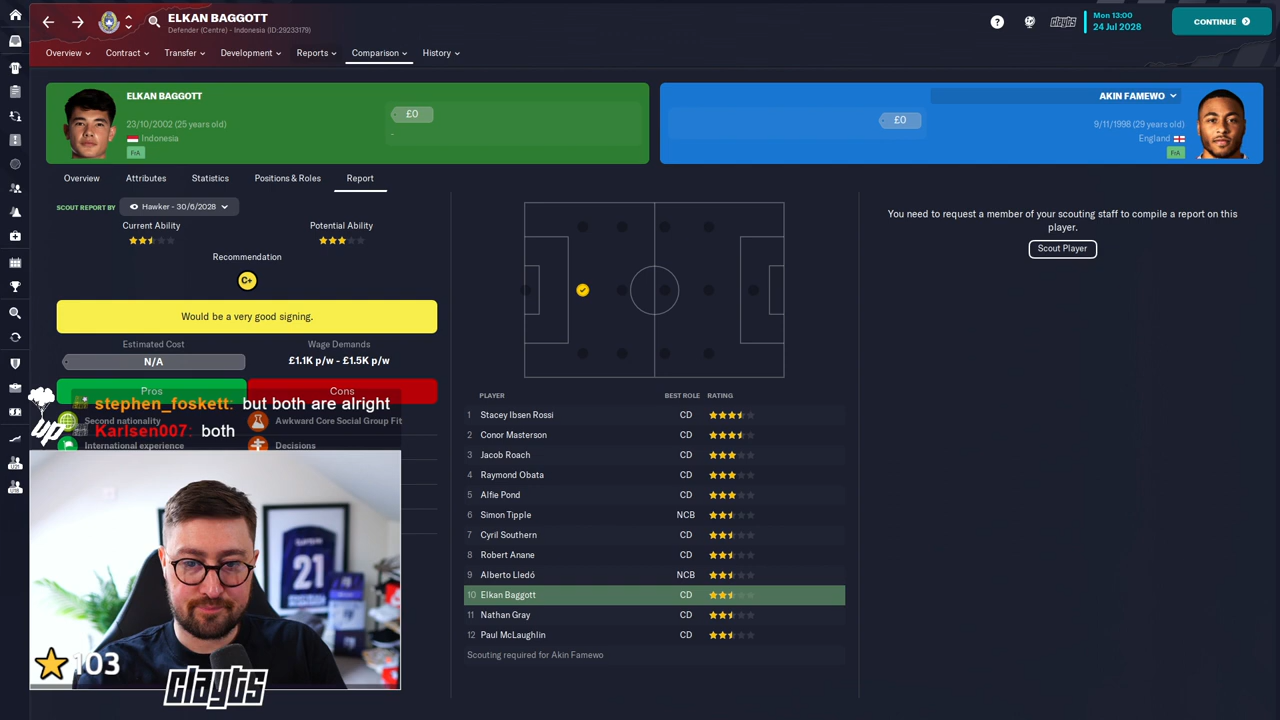 ELKAN BAGGOTT
Defender (Centre) - Indonesia (ID:29233179)
clayts
Mon 13:00
24 Jul 2028
CONTINUE
Overview
Contract
Transfer
Development
Reports
Comparison
History
ELKAN BAGGOTT
23/10/2002 (25 years old)
Indonesia
FrA
£0
-
AKIN FAMEWO
£0
9/11/1998 (29 years old)
England
FrA
Overview
Attributes
Statistics
Positions & Roles
Report
SCOUT REPORT BY
Hawker - 30/6/2028
Current Ability
Potential Ability
Recommendation
C+
Would be a very good signing.
Estimated Cost
Wage Demands
N/A
£1.1K p/w - £1.5K p/w
Pros
Cons
stephen_foskett: but both are alright
Second nationality
Awkward Core Social Group Fit
Karlsen007: both
International experience
Decisions
up
SAMPSON
21
103
clayts
PLAYER BEST ROLE RATING
1 Stacey Ibsen Rossi CD
2 Conor Masterson CD
3 Jacob Roach CD
4 Raymond Obata CD
5 Alfie Pond CD
6 Simon Tipple NCB
7 Cyril Southern CD
8 Robert Anane CD
9 Alberto Lledó NCB
10 Elkan Baggott CD
11 Nathan Gray CD
12 Paul McLaughlin CD
Scouting required for Akin Famewo
You need to request a member of your scouting staff to compile a report on this
player.
Scout Player